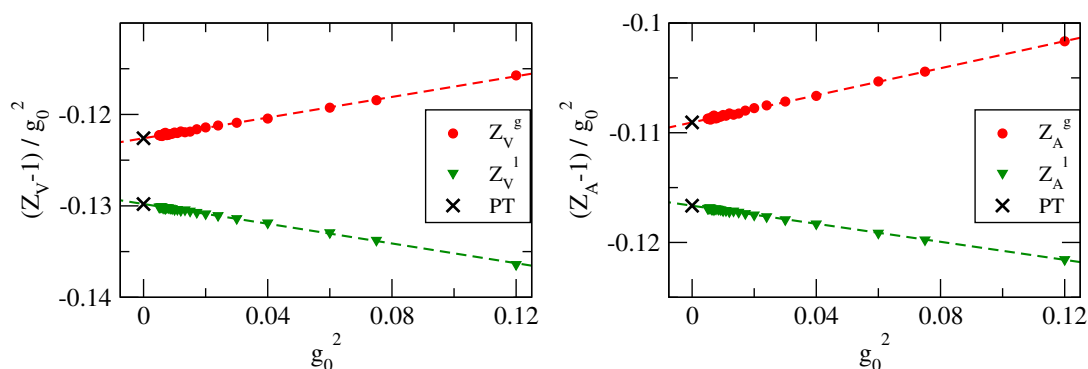 (Z_V-1) / g_0^2
-0.12
-0.13
-0.14
0
0.04
0.08
0.12
g_0^2
Z_V^g
Z_V^l
PT
(Z_A-1) / g_0^2
-0.1
-0.11
-0.12
0
0.04
0.08
0.12
g_0^2
Z_A^g
Z_A^l
PT